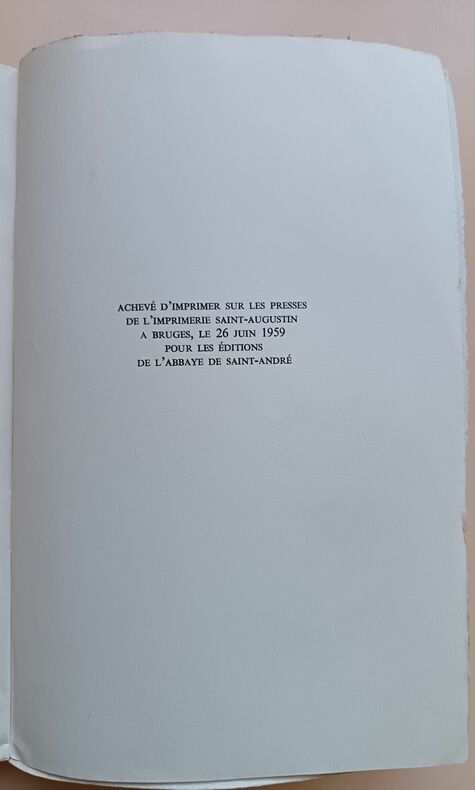 ACHEVÉ D'IMPRIMER SUR LES PRESSES
DE L'IMPRIMERIE SAINT-AUGUSTIN
A BRUGES, LE 26 JUIN 1959
POUR LES ÉDITIONS
DE L'ABBAYE DE SAINT-ANDRÉ